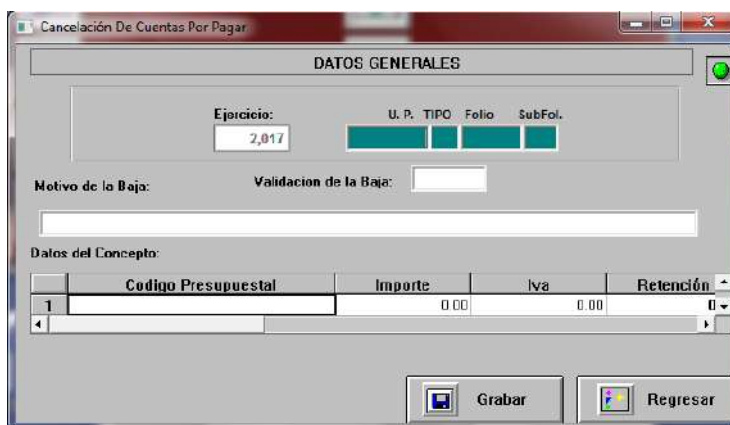 Cancelación De Cuentas Por Pagar
DATOS GENERALES
Ejercicio: U. P. TIPO Folio SubFol.
2,017
Motivo de la Baja: Validacion de la Baja:
Datos del Concepto:
Codigo Presupuestal Importe Iva Retención
1 0.00 0.00 0
Grabar Regresar